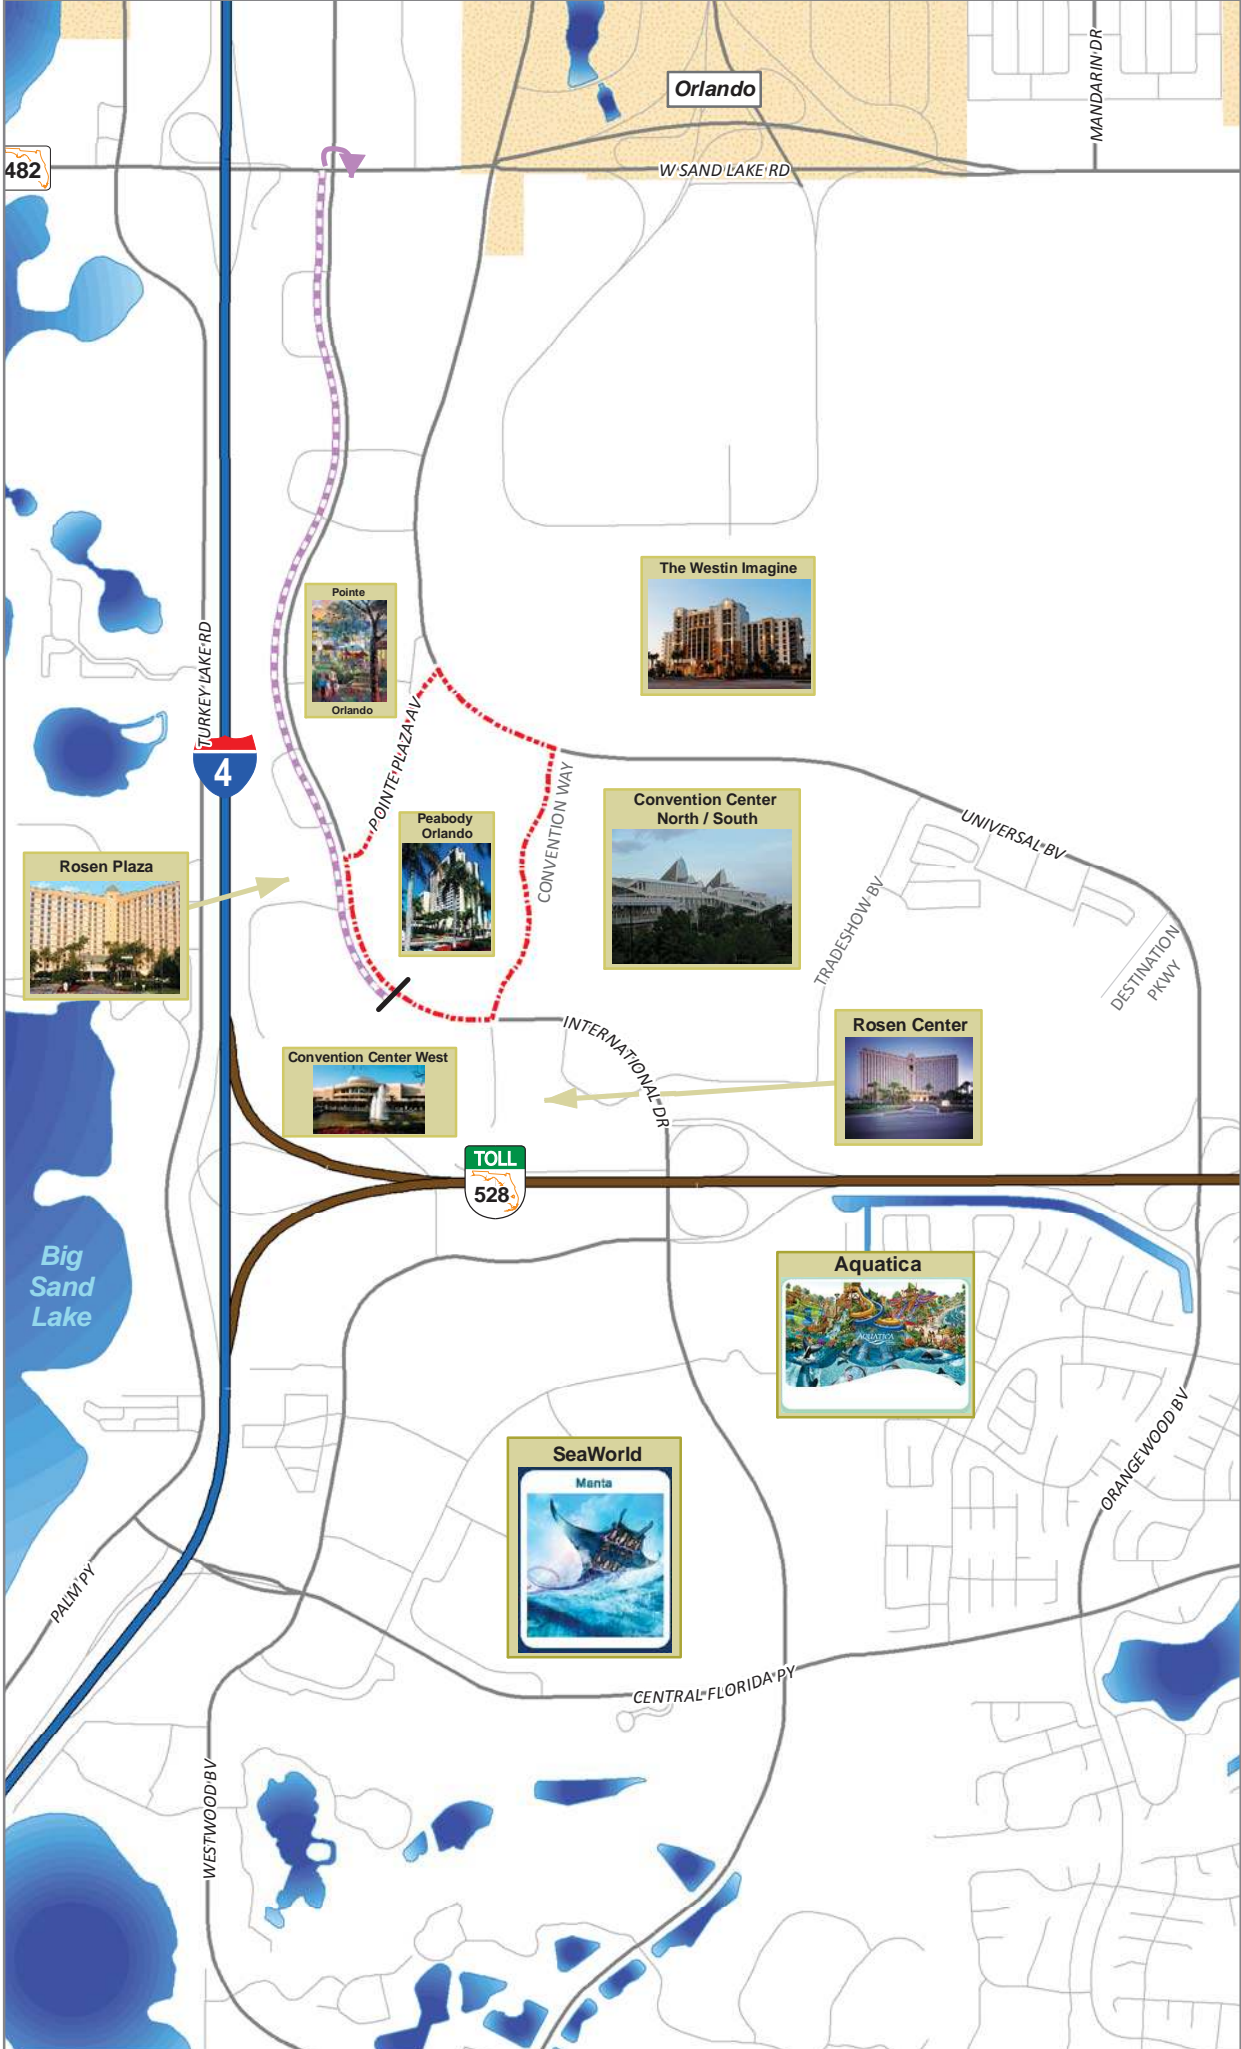 MANDARIN DR
Orlando
482
W SAND LAKE RD
The Westin Imagine
Pointe
Orlando
TURKEY LAKE RD
POINTE PLAZA AV
4
CONVENTION WAY
Convention Center
North / South
Peabody
Orlando
UNIVERSAL BV
Rosen Plaza
TRADESHOW BV
DESTINATION
PKWY
INTERNATIONAL DR
Rosen Center
Convention Center West
TOLL
528
Big
Sand
Lake
Aquatica
AQUATICA
ORANGEWOOD BV
SeaWorld
Manta
PALM PY
CENTRAL FLORIDA PY
WESTWOOD BV